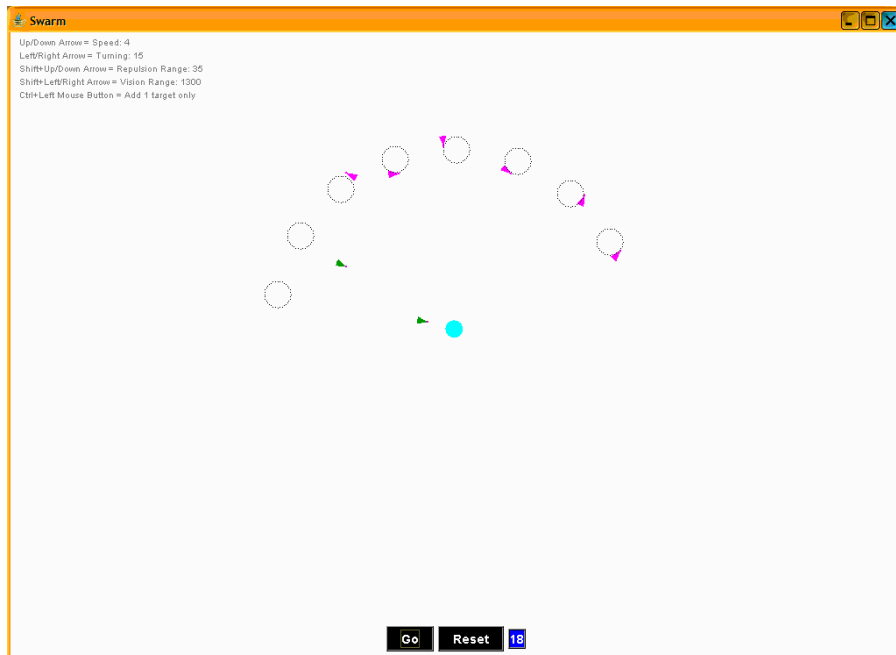 Swarm
Up/Down Arrow = Speed: 4
Left/Right Arrow = Turning: 15
Shift+Up/Down Arrow = Repulsion Range: 35
Shift+Left/Right Arrow = Vision Range: 1300
Ctrl+Left Mouse Button = Add 1 target only
Go Reset 18